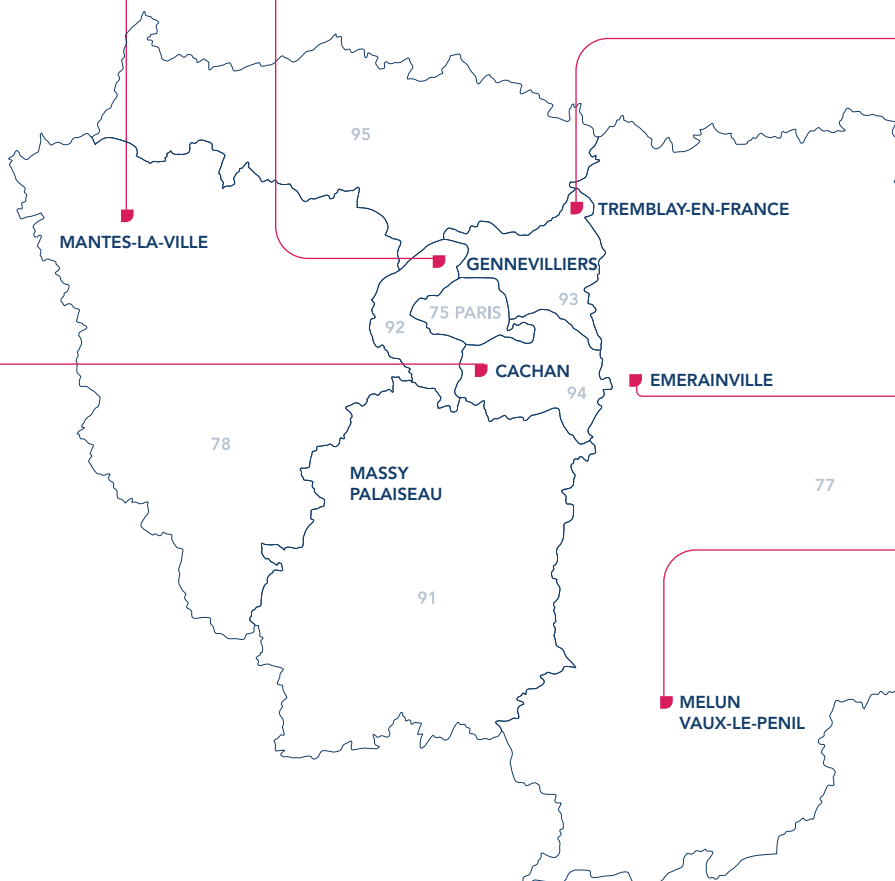 95
TREMBLAY-EN-FRANCE
MANTES-LA-VILLE
GENNEVILLIERS
93
75 PARIS
92
CACHAN
EMERAINVILLE
94
78
MASSY
PALAISEAU
77
91
MELUN
VAUX-LE-PENIL